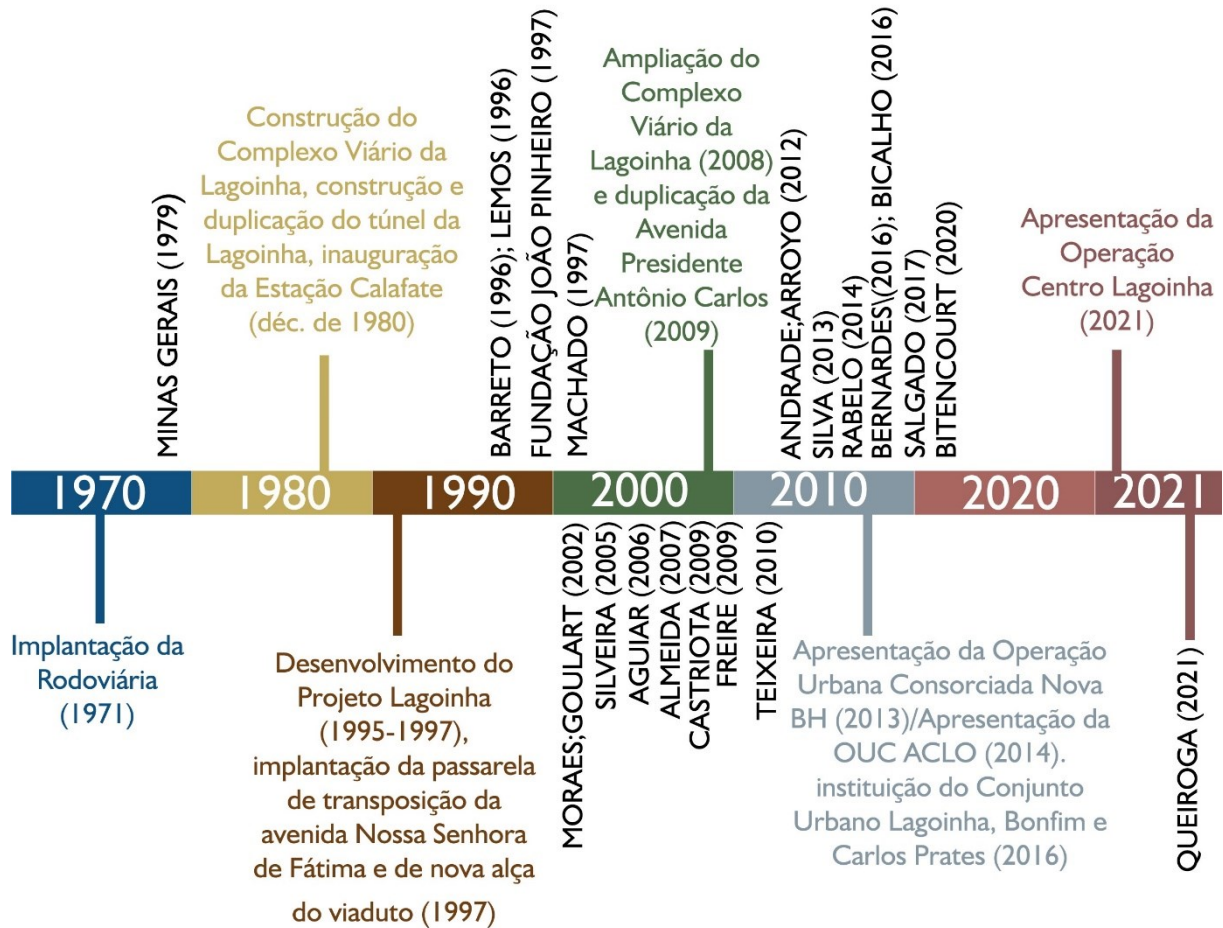 Construção do
Complexo Viário da
Lagoinha, construção e
duplicação do túnel da
Lagoinha, inauguração
da Estação Calafate
(déc. de 1980)
Ampliação do
Complexo
Viário da
Lagoinha (2008)
e duplicação da
Avenida
Presidente
Antônio Carlos
(2009)
Apresentação da
Operação
Centro Lagoinha
(2021)
MINAS GERAIS (1979)
BARRETO (1996); LEMOS (1996)
FUNDAÇÃO JOÃO PINHEIRO (1997)
MACHADO (1997)
ANDRADE;ARROYO (2012)
SILVA (2013)
RABELO (2014)
BERNARDES\(2016); BICALHO (2016)
SALGADO (2017)
BITENCOURT (2020)
1970
1980
1990
2000
2010
2020
2021
Implantação da
Rodoviária
(1971)
Desenvolvimento do
Projeto Lagoinha
(1995-1997),
implantação da passarela
de transposição da
avenida Nossa Senhora
de Fátima e de nova alça
do viaduto (1997)
MORAES;GOULART (2002)
SILVEIRA (2005)
AGUIAR (2006)
ALMEIDA (2007)
CASTRIOTA (2009)
FREIRE (2009)
TEIXEIRA (2010)
Apresentação da Operação
Urbana Consorciada Nova
BH (2013)/Apresentação da
OUC ACLO (2014).
instituição do Conjunto
Urbano Lagoinha, Bonfim e
Carlos Prates (2016)
QUEIROGA (2021)